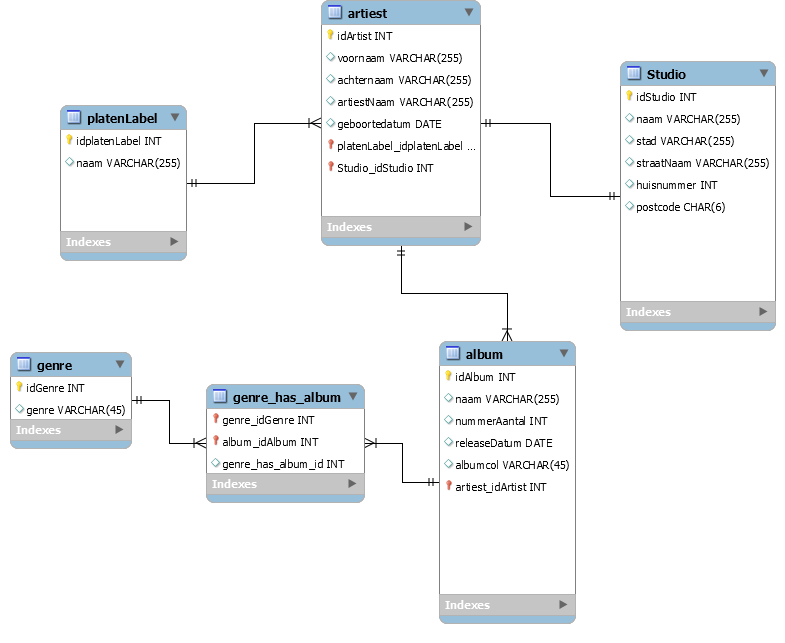 artiest
idArtist INT
voornaam VARCHAR(255)
achternaam VARCHAR(255)
artiestNaam VARCHAR(255)
geboortedatum DATE
platenLabel_idplatenLabel ...
Studio_idStudio INT
Indexes
Studio
idStudio INT
naam VARCHAR(255)
stad VARCHAR(255)
straatNaam VARCHAR(255)
huisnummer INT
postcode CHAR(6)
Indexes
platenLabel
idplatenLabel INT
naam VARCHAR(255)
Indexes
genre
idGenre INT
genre VARCHAR(45)
Indexes
genre_has_album
genre_idGenre INT
album_idAlbum INT
genre_has_album_id INT
Indexes
album
idAlbum INT
naam VARCHAR(255)
nummerAantal INT
releaseDatum DATE
albumcol VARCHAR(45)
artiest_idArtist INT
Indexes